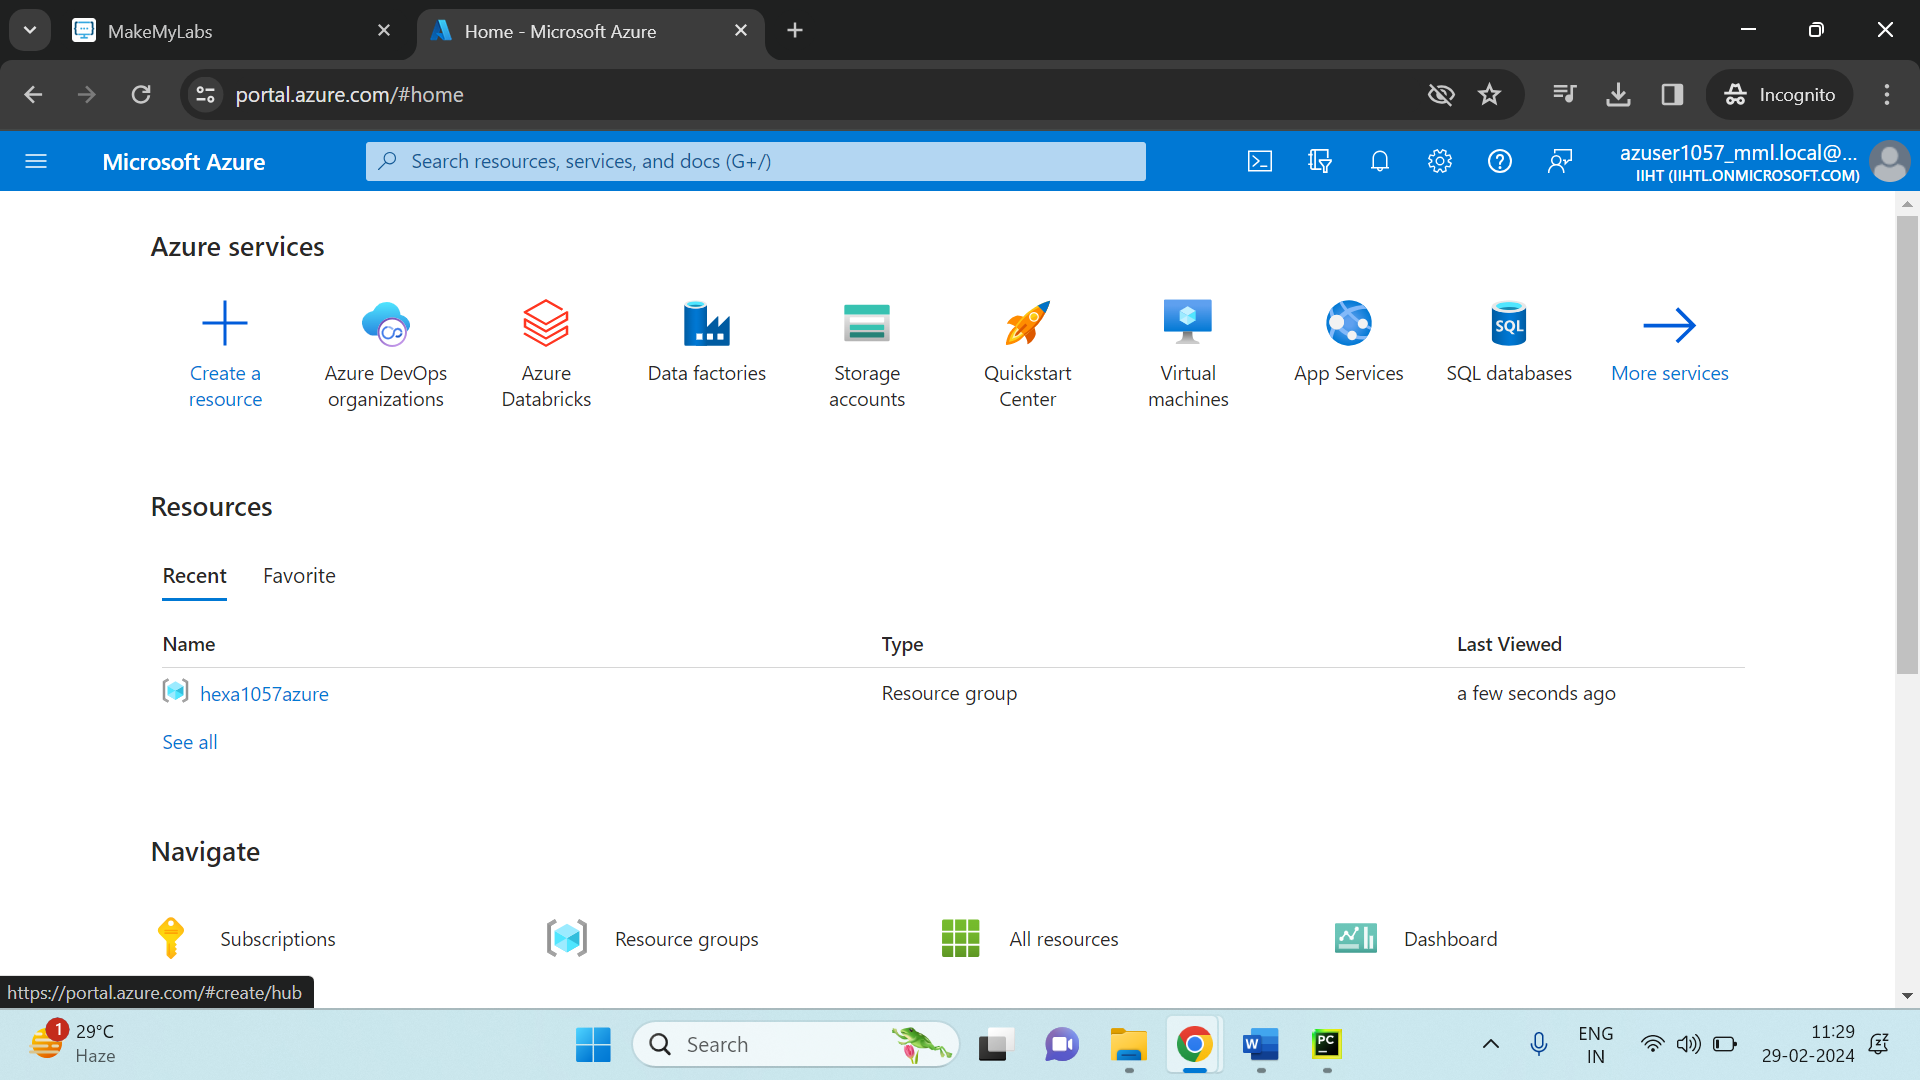 MakeMyLabs
Home - Microsoft Azure
portal.azure.com/#home
Incognito
Microsoft Azure
Search resources, services, and docs (G+/)
azuser1057_mml.local@...
IIHT (IIHTL.ONMICROSOFT.COM)
Azure services
Create a
resource
Azure DevOps
organizations
Azure
Databricks
Data factories
Storage
accounts
Quickstart
Center
Virtual
machines
App Services
SQL
SQL databases
More services
Resources
Recent
Favorite
Name
Type
Last Viewed
hexa1057azure
Resource group
a few seconds ago
See all
Navigate
Subscriptions
Resource groups
All resources
Dashboard
https://portal.azure.com/#create/hub
1
29°C
Haze
Search
W
PC
ENG
IN
11:29
29-02-2024